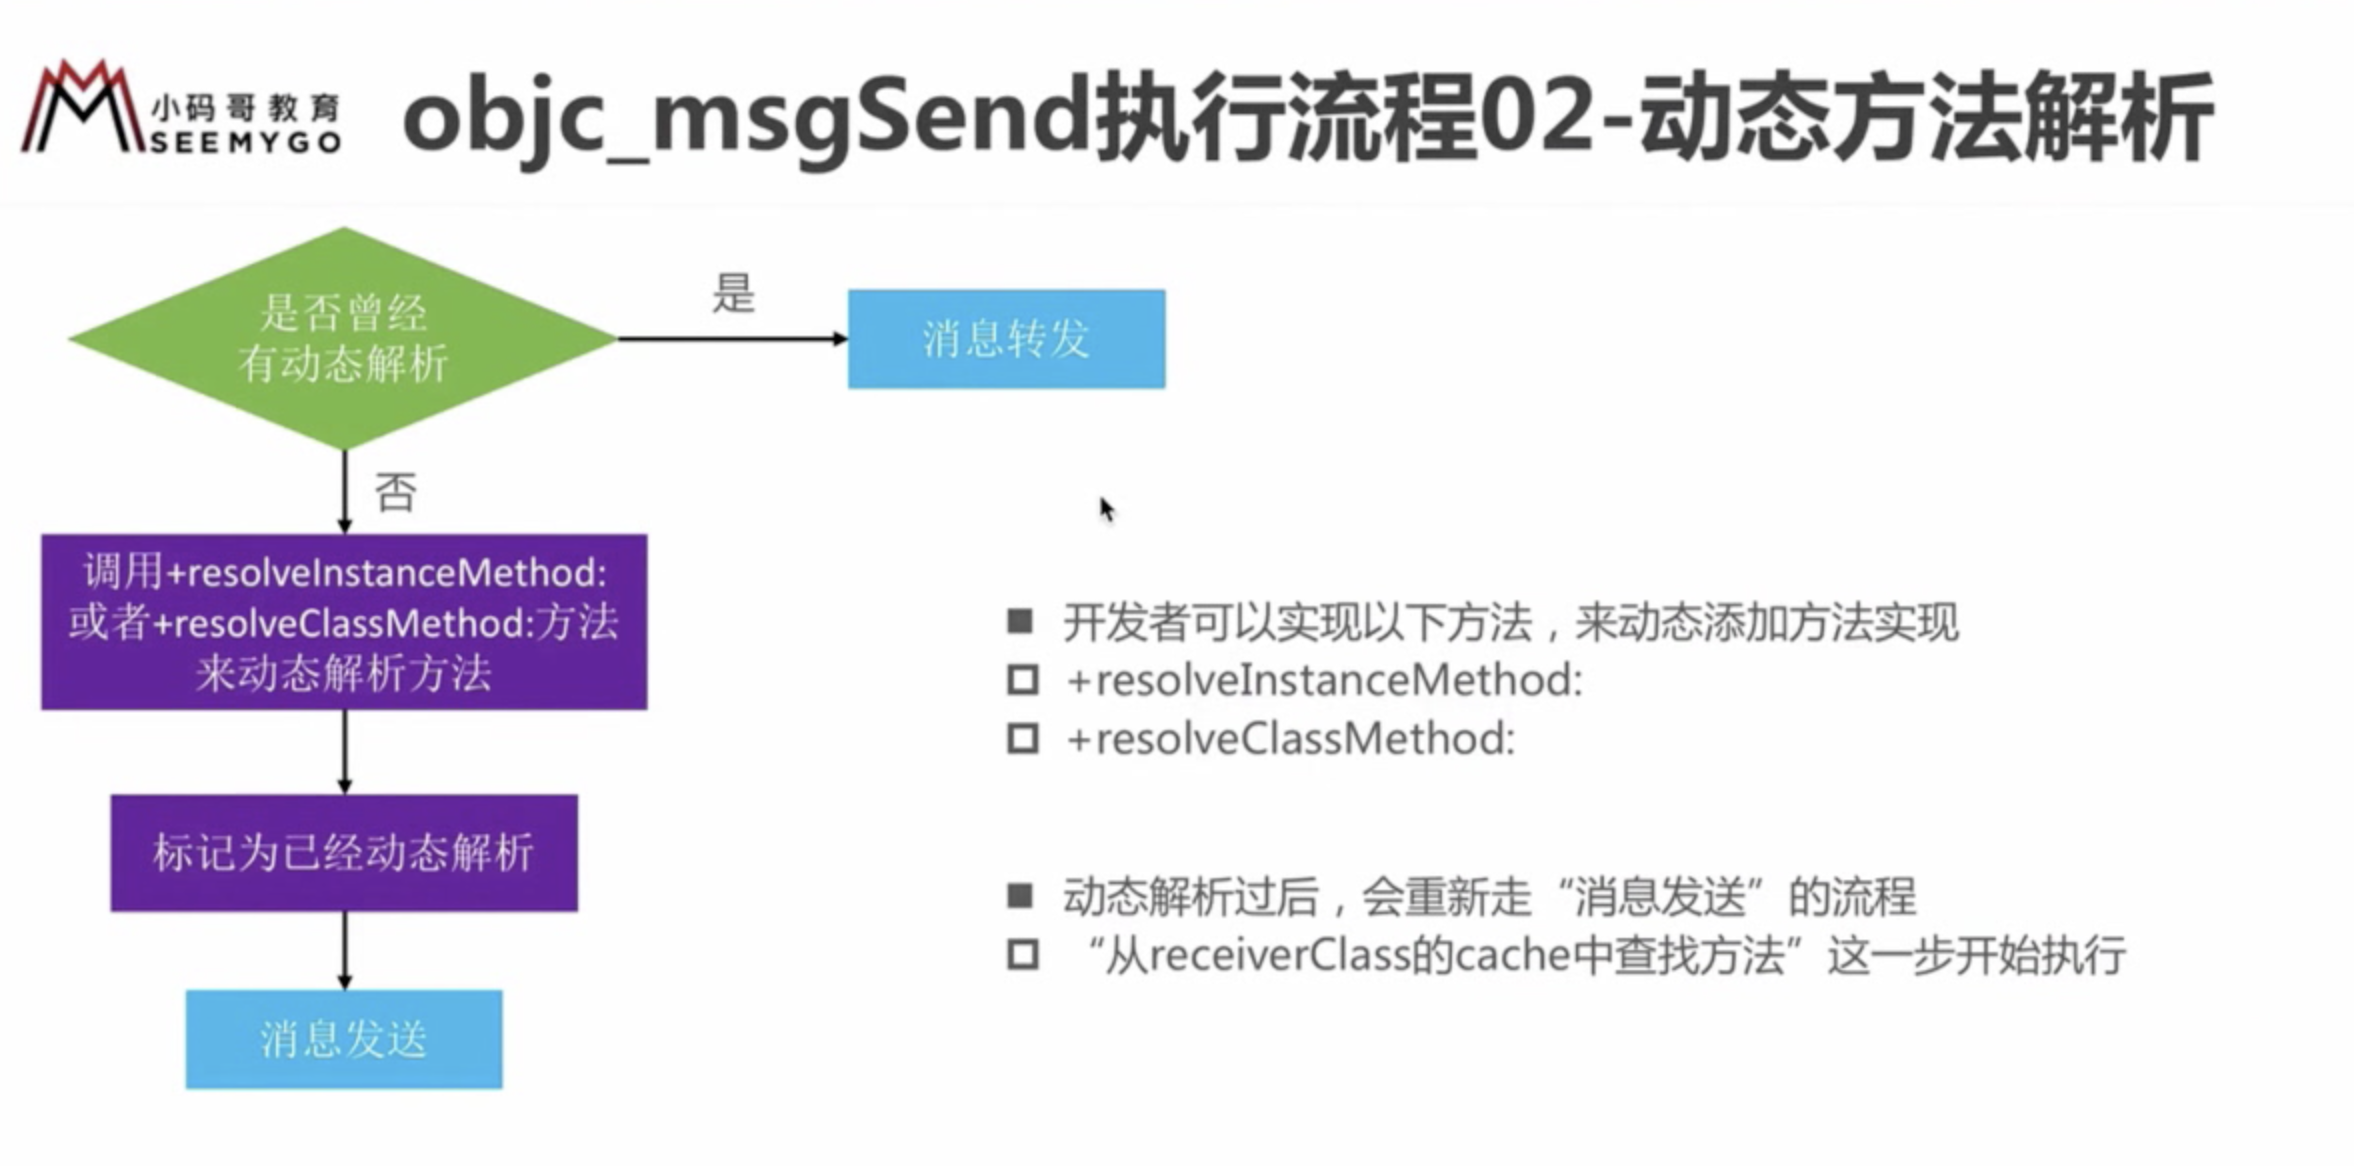 小码哥教育
SEEMYGO
objc_msgSend执行流程02-动态方法解析
是否曾经
有动态解析
是
消息转发
否
调用+resolveInstanceMethod:
或者+resolveClassMethod:方法
来动态解析方法
标记为已经动态解析
消息发送
开发者可以实现以下方法，来动态添加方法实现
+resolveInstanceMethod:
+resolveClassMethod:
动态解析过后，会重新走“消息发送”的流程
“从receiverClass的cache中查找方法”这一步开始执行